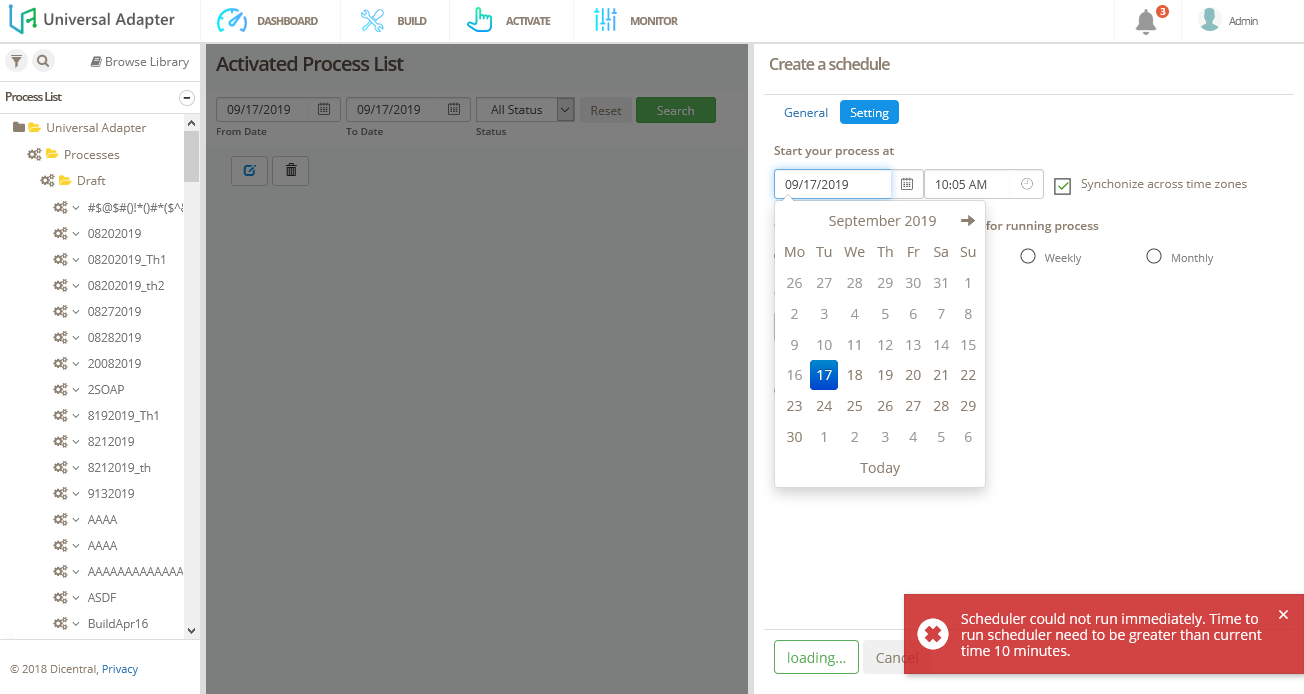 Universal Adapter
DASHBOARD
BUILD
ACTIVATE
MONITOR
3
Admin
Browse Library
Process List
Universal Adapter
Processes
Draft
#$@$#()!*()#*($^&
08202019
08202019_Th1
08202019_th2
08272019
08282019
20082019
2SOAP
8192019_Th1
8212019
8212019_th
9132019
AAAA
AAAA
AAAAAAAAAAAAA
ASDF
BuildApr16
© 2018 Dicentral, Privacy
Activated Process List
09/17/2019
09/17/2019
All Status
Reset
Search
From Date
To Date
Status
Create a schedule
General
Setting
Start your process at
09/17/2019
10:05 AM
Synchonize across time zones
for running process
Weekly
Monthly
September 2019
Mo Tu We Th Fr Sa Su
26 27 28 29 30 31 1
2 3 4 5 6 7 8
9 10 11 12 13 14 15
16 17 18 19 20 21 22
23 24 25 26 27 28 29
30 1 2 3 4 5 6
Today
loading...
Cancel
Scheduler could not run immediately. Time to
run scheduler need to be greater than current
time 10 minutes.